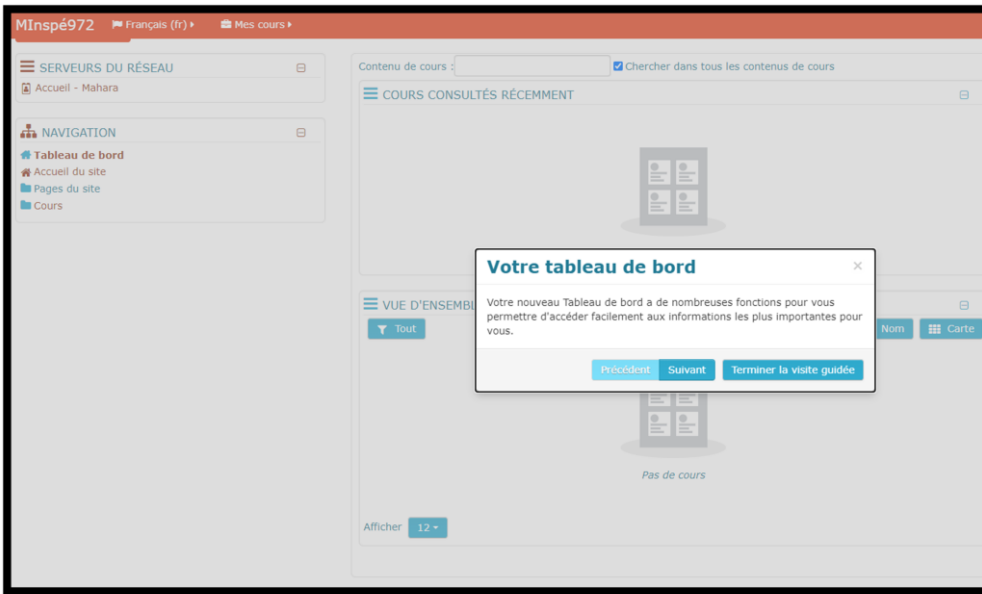 MInspé972 Français (fr) Mes cours
SERVEURS DU RÉSEAU
Accueil - Mahara
NAVIGATION
Tableau de bord
Accueil du site
Pages du site
Cours
Contenu de cours : Chercher dans tous les contenus de cours
COURS CONSULTÉS RÉCEMMENT
Votre tableau de bord
Votre nouveau Tableau de bord a de nombreuses fonctions pour vous
permettre d'accéder facilement aux informations les plus importantes pour
vous.
Précédent Suivant Terminer la visite guidée
VUE D'ENSEMBL
Tout Nom Carte
Pas de cours
Afficher 12